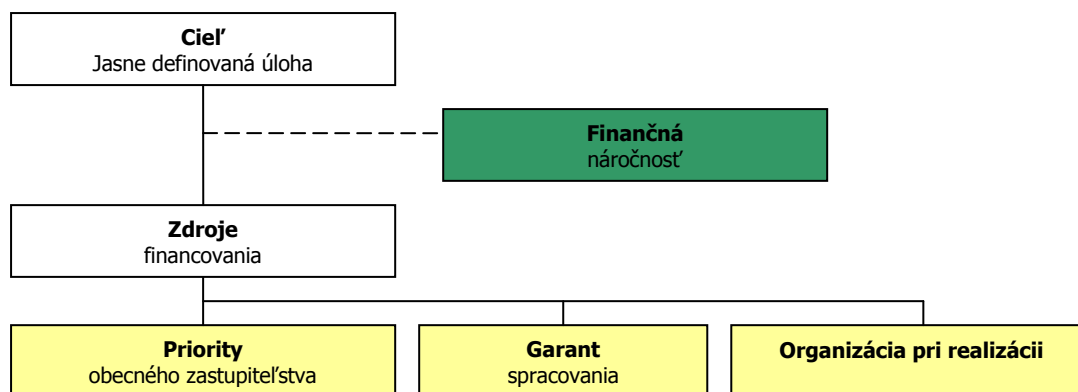 Cieľ
Jasne definovaná úloha
Finančná
náročnosť
Zdroje
financovania
Priority
obecného zastupiteľstva
Garant
spracovania
Organizácia pri realizácii